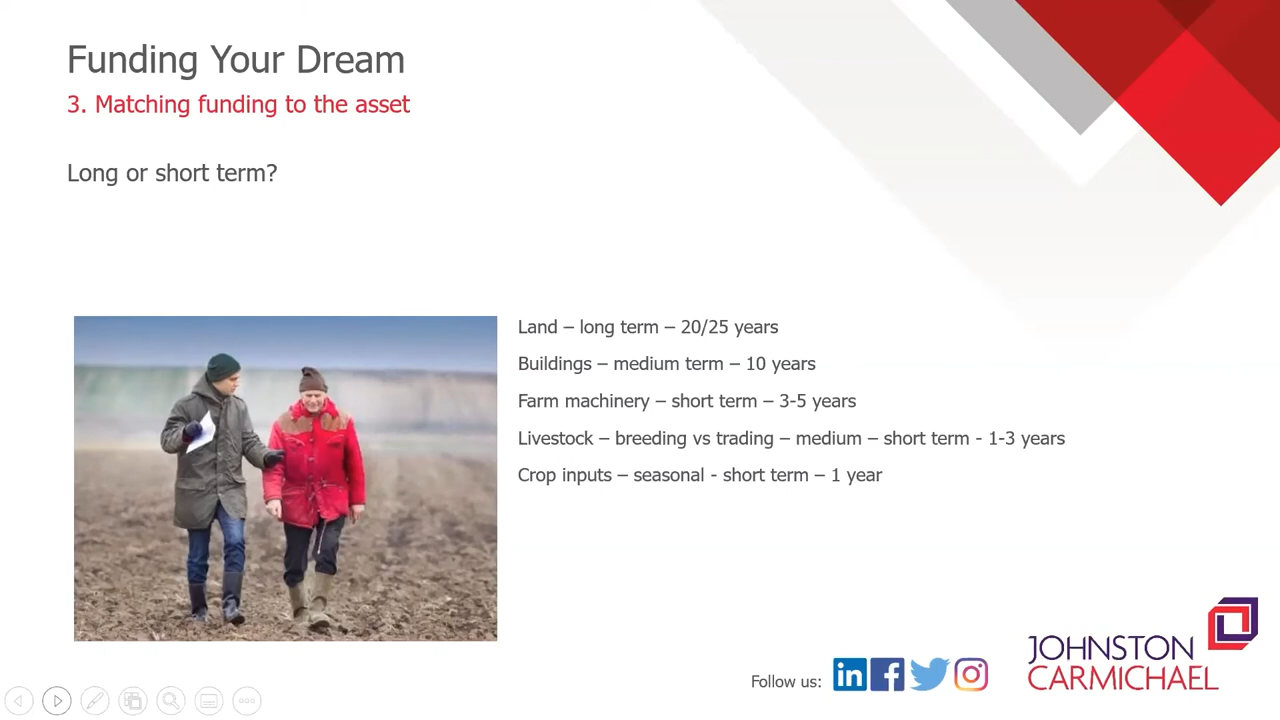 Funding Your Dream
3. Matching funding to the asset
Long or short term?
Land – long term – 20/25 years
Buildings – medium term – 10 years
Farm machinery – short term – 3-5 years
Livestock – breeding vs trading – medium – short term - 1-3 years
Crop inputs – seasonal - short term – 1 year
Follow us:
JOHNSTON
CARMICHAEL